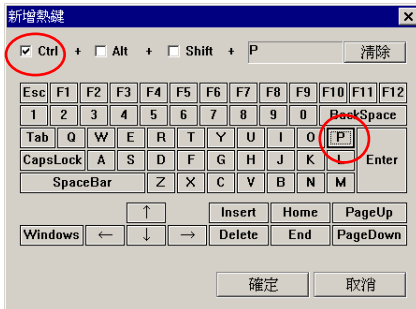 新增熱鍵
Ctrl + Alt + Shift + P 清除
Esc F1 F2 F3 F4 F5 F6 F7 F8 F9 F10 F11 F12
1 2 3 4 5 6 7 8 9 0 BackSpace
Tab Q W E R T Y U I O P
CapsLock A S D F G H J K L Enter
SpaceBar Z X C V B N M
↑ Insert Home PageUp
Windows ← ↓ → Delete End PageDown
確定 取消